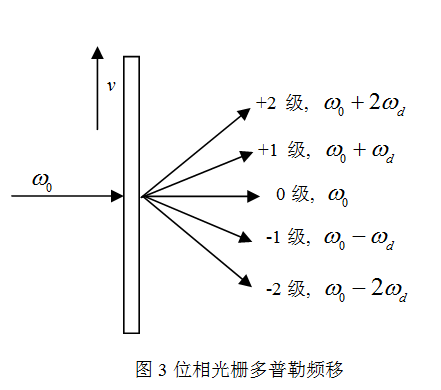 +2 级, ω₀ + 2ω_d
v
+1 级, ω₀ + ω_d
ω₀
0 级, ω₀
-1 级, ω₀ − ω_d
-2 级, ω₀ − 2ω_d
图 3 位相光栅多普勒频移